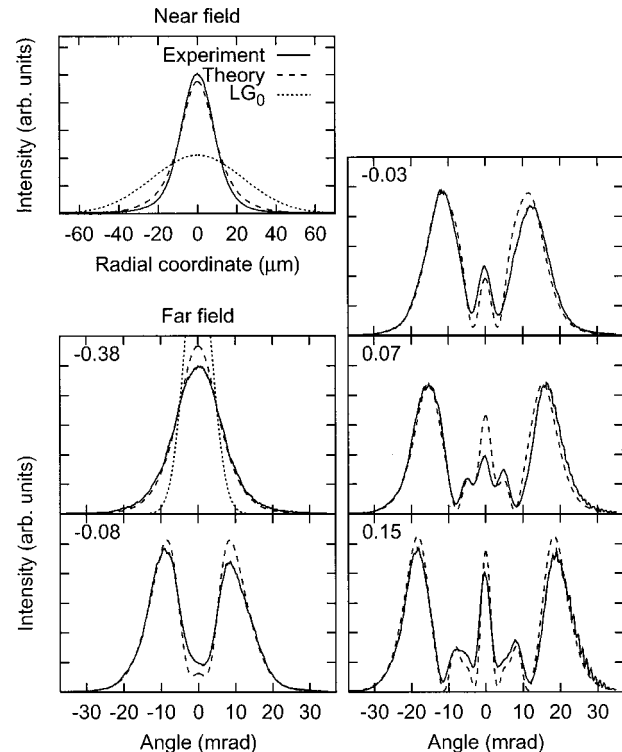 Near field
Experiment
Theory
LG0
Intensity (arb. units)
-60 -40 -20 0 20 40 60
Radial coordinate (μm)
Far field
-0.38
-0.08
Intensity (arb. units)
-30 -20 -10 0 10 20 30
Angle (mrad)
-0.03
0.07
0.15
-30 -20 -10 0 10 20 30
Angle (mrad)